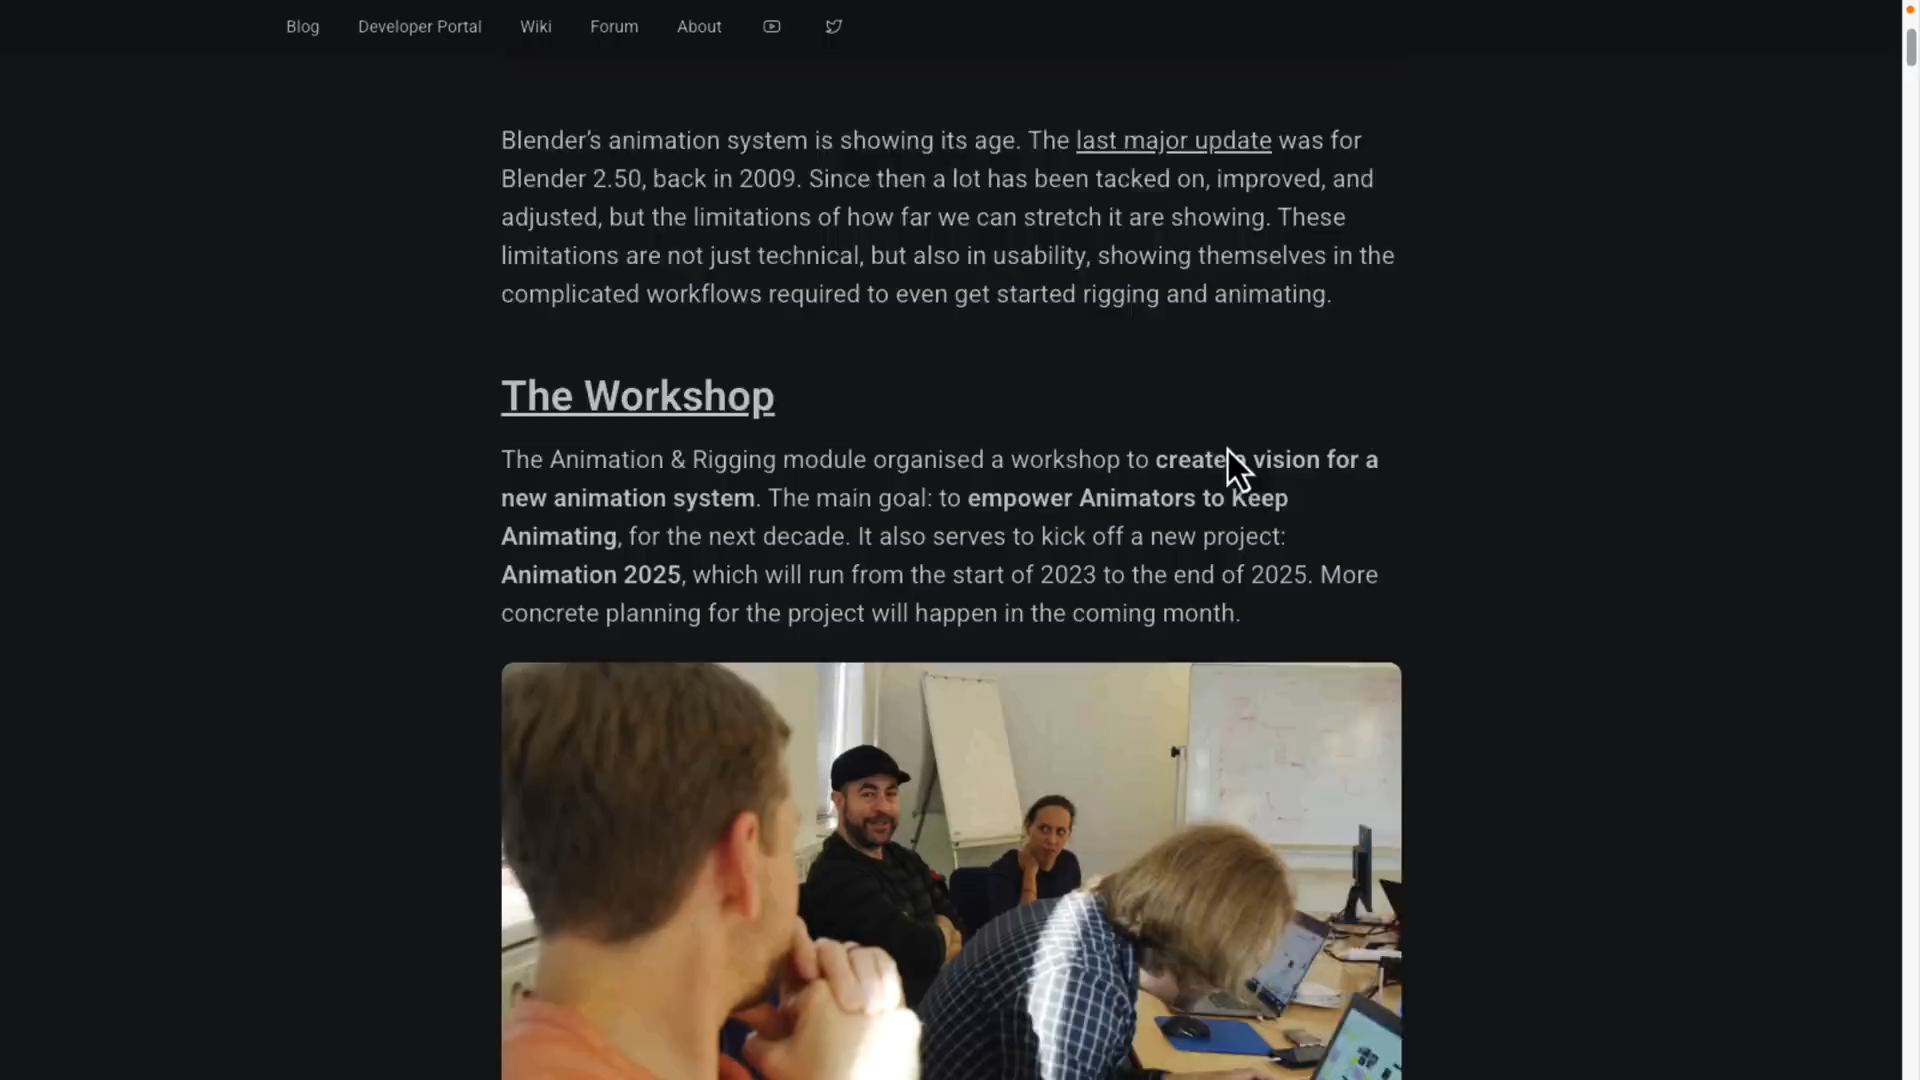 Blog Developer Portal Wiki Forum About
Blender’s animation system is showing its age. The last major update was for
Blender 2.50, back in 2009. Since then a lot has been tacked on, improved, and
adjusted, but the limitations of how far we can stretch it are showing. These
limitations are not just technical, but also in usability, showing themselves in the
complicated workflows required to even get started rigging and animating.
The Workshop
The Animation & Rigging module organised a workshop to create a vision for a
new animation system. The main goal: to empower Animators to Keep
Animating, for the next decade. It also serves to kick off a new project:
Animation 2025, which will run from the start of 2023 to the end of 2025. More
concrete planning for the project will happen in the coming month.